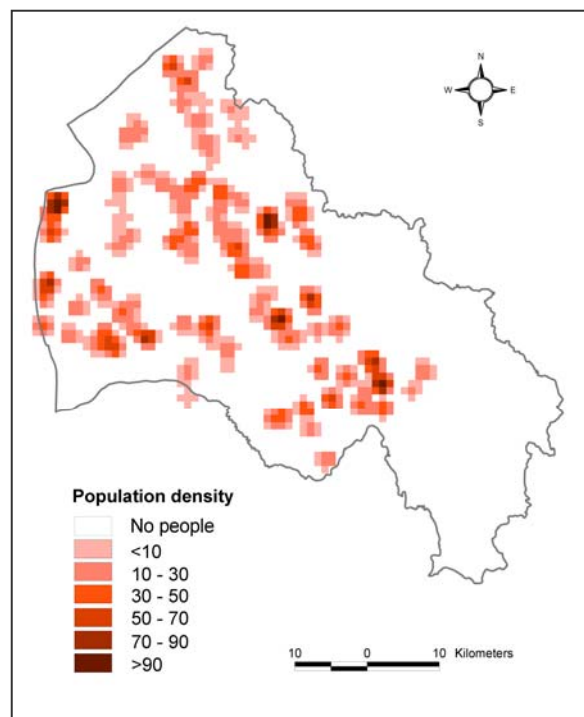 N
W E
S
Population density
No people
<10
10 - 30
30 - 50
50 - 70
70 - 90
>90
10 0 10 Kilometers